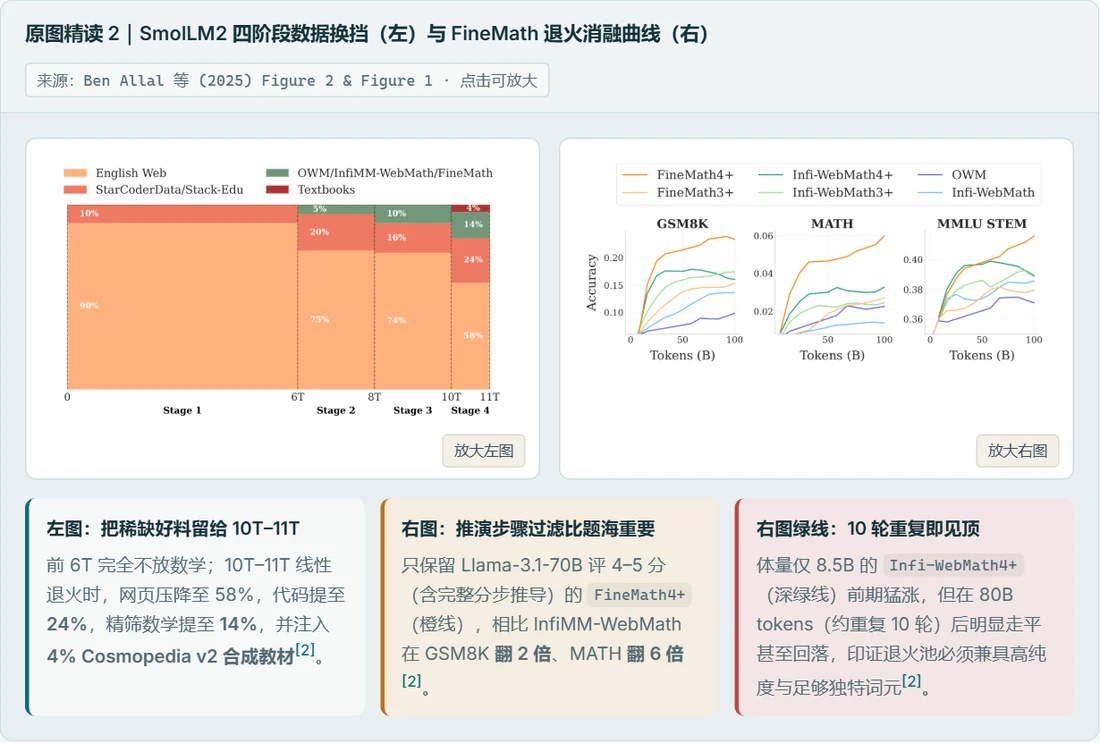 原图精读 2｜SmolLM2 四阶段数据换挡（左）与 FineMath 退火消融曲线（右）
来源：Ben Allal 等 (2025) Figure 2 & Figure 1 · 点击可放大
English Web
OWM/InfiMM-WebMath/FineMath
StarCoderData/Stack-Edu
Textbooks
10%
90%
5%
20%
75%
10%
16%
74%
4%
14%
24%
58%
0
6T
8T
10T
11T
Stage 1
Stage 2
Stage 3
Stage 4
放大左图
FineMath4+
Infi-WebMath4+
OWM
FineMath3+
Infi-WebMath3+
Infi-WebMath
GSM8K
MATH
MMLU STEM
Accuracy
0.20
0.15
0.10
0
50
100
Tokens (B)
0.06
0.04
0.02
50
100
Tokens (B)
0.40
0.38
0.36
0
50
100
Tokens (B)
放大右图
左图：把稀缺好料留给 10T–11T
前 6T 完全不放数学；10T–11T 线性
退火时，网页压降至 58%，代码提至
24%，精筛数学提至 14%，并注入
4% Cosmopedia v2 合成教材[2]。
右图：推演步骤过滤比题海重要
只保留 Llama-3.1-70B 评 4–5 分
（含完整分步推导）的 FineMath4+
（橙线），相比 InfiMM-WebMath
在 GSM8K 翻 2 倍、MATH 翻 6 倍
[2]
。
右图绿线：10 轮重复即见顶
体量仅 8.5B 的 Infi-WebMath4+
（深绿线）前期猛涨，但在 80B
tokens（约重复 10 轮）后明显走平
甚至回落，印证退火池必须兼具高纯
度与足够独特词元[2]。